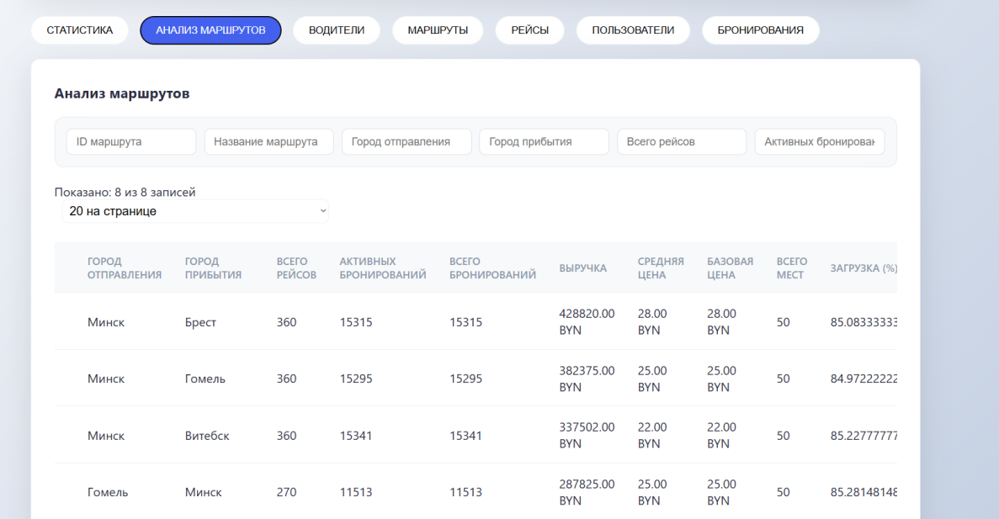 СТАТИСТИКА АНАЛИЗ МАРШРУТОВ ВОДИТЕЛИ МАРШРУТЫ РЕЙСЫ ПОЛЬЗОВАТЕЛИ БРОНИРОВАНИЯ
Анализ маршрутов
ID маршрута Название маршрута Город отправления Город прибытия Всего рейсов Активных бронирован
Показано: 8 из 8 записей
20 на странице
ГОРОД ОТПРАВЛЕНИЯ ГОРОД ПРИБЫТИЯ ВСЕГО РЕЙСОВ АКТИВНЫХ БРОНИРОВАНИЙ ВСЕГО БРОНИРОВАНИЙ ВЫРУЧКА СРЕДНЯЯ ЦЕНА БАЗОВАЯ ЦЕНА ВСЕГО МЕСТ ЗАГРУЗКА (%)
Минск Брест 360 15315 15315 428820.00 BYN 28.00 BYN 28.00 BYN 50 85.08333333
Минск Гомель 360 15295 15295 382375.00 BYN 25.00 BYN 25.00 BYN 50 84.97222222
Минск Витебск 360 15341 15341 337502.00 BYN 22.00 BYN 22.00 BYN 50 85.22777777
Гомель Минск 270 11513 11513 287825.00 BYN 25.00 BYN 25.00 BYN 50 85.28148148